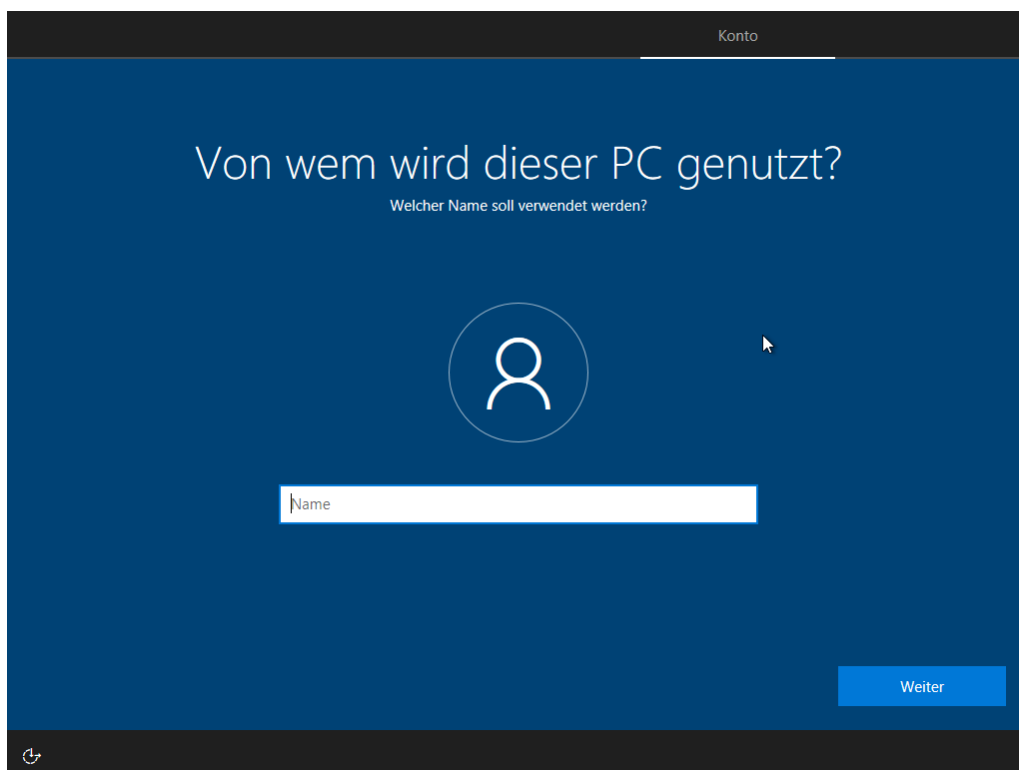 Konto
Von wem wird dieser PC genutzt?
Welcher Name soll verwendet werden?
Name
Weiter